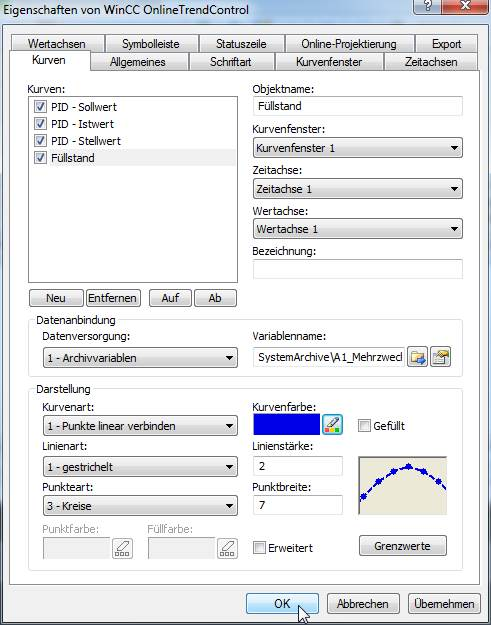 Eigenschaften von WinCC OnlineTrendControl
Wertachsen Symbolleiste Statuszeile Online-Projektierung Export
Kurven Allgemeines Schriftart Kurvenfenster Zeitachsen
Kurven:
PID - Sollwert
PID - Istwert
PID - Stellwert
Füllstand
Neu Entfernen Auf Ab
Objektname:
Füllstand
Kurvenfenster:
Kurvenfenster 1
Zeitachse:
Zeitachse 1
Wertachse:
Wertachse 1
Bezeichnung:
Datenanbindung
Datenversorgung:
1 - Archivvariablen
Variablenname:
SystemArchive\A1_Mehrzwec
Darstellung
Kurvenart:
1 - Punkte linear verbinden
Kurvenfarbe:
Gefüllt
Linienart:
1 - gestrichelt
Linienstärke:
2
Punkteart:
3 - Kreise
Punktbreite:
7
Punktfarbe:
Füllfarbe:
Erweitert
Grenzwerte
OK Abbrechen Übernehmen